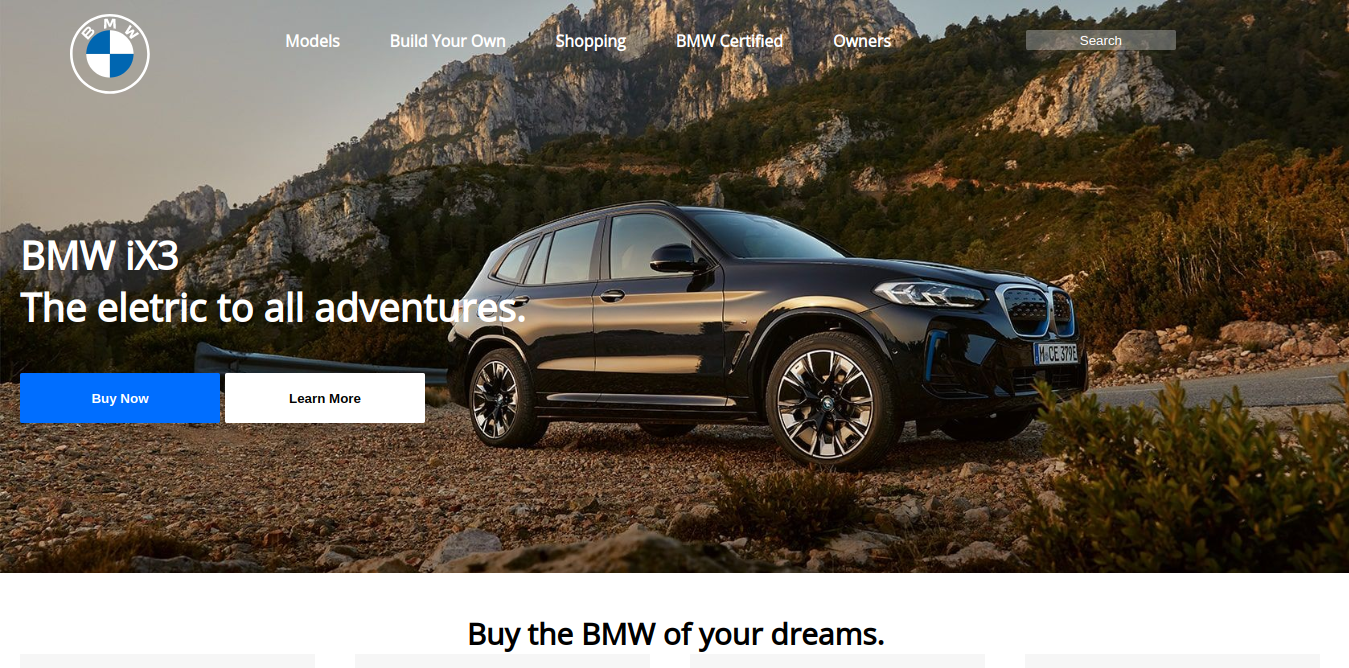 BMW
Models
Build Your Own
Shopping
BMW Certified
Owners
Search
BMW iX3
The eletric to all adventures.
M CE 379E
Buy Now
Learn More
Buy the BMW of your dreams.